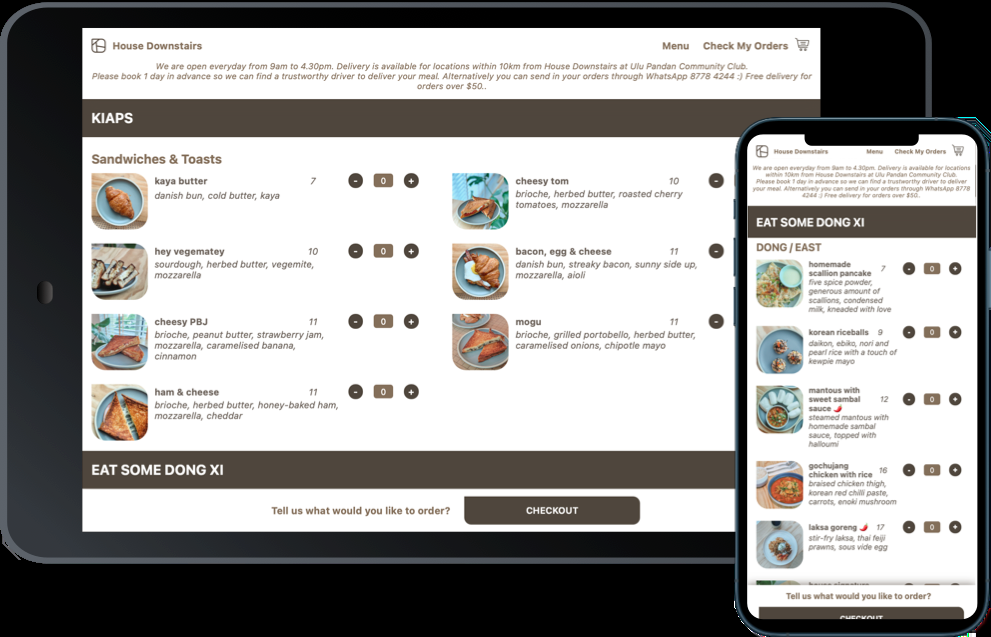 House Downstairs
Menu Check My Orders
We are open everyday from 9am to 4.30pm. Delivery is available for locations within 10km from House Downstairs at Ulu Pandan Community Club.
Please book 1 day in advance so we can find a trustworthy driver to deliver your meal. Alternatively you can send in your orders through WhatsApp 8778 4244 :) Free delivery for
orders over $50..
KIAPS
Sandwiches & Toasts
kaya butter 7 - 0 +
danish bun, cold butter, kaya
cheesy tom 10 -
brioche, herbed butter, roasted cherry
tomatoes, mozzarella
hey vegematey 10 - 0 +
sourdough, herbed butter, vegemite,
mozzarella
bacon, egg & cheese 11 -
danish bun, streaky bacon, sunny side up,
mozzarella, aioli
cheesy PBJ 11 - 0 +
brioche, peanut butter, strawberry jam,
mozzarella, caramelised banana,
cinnamon
mogu 11 -
brioche, grilled portobello, herbed butter,
caramelised onions, chipotle mayo
ham & cheese 11 - 0 +
brioche, herbed butter, honey-baked ham,
mozzarella, cheddar
EAT SOME DONG XI
Tell us what would you like to order? CHECKOUT
House Downstairs Menu Check My Orders
We are open everyday from 9am to 4.30pm. Delivery is available for locations
within 10km from House Downstairs at Ulu Pandan Community Club.
Please book 1 day in advance so we can find a trustworthy driver to deliver
your meal. Alternatively you can send in your orders through WhatsApp 8778
4244 :) Free delivery for orders over $50..
EAT SOME DONG XI
DONG / EAST
homemade
scallion pancake 7 - 0 +
five spice powder,
generous amount of
scallions, condensed
milk, kneaded with love
korean riceballs 9 - 0 +
daikon, ebiko, nori and
pearl rice with a touch of
kewpie mayo
mantous with
sweet sambal 12 - 0 +
sauce 🌶️
steamed mantous with
homemade sambal
sauce, topped with
halloumi
gochujang
chicken with rice 16 - 0 +
braised chicken thigh,
korean red chilli paste,
carrots, enoki mushroom
laksa goreng 🌶️ 17 - 0 +
stir-fry laksa, thai feiji
prawns, sous vide egg
Tell us what would you like to order?
CHECKOUT